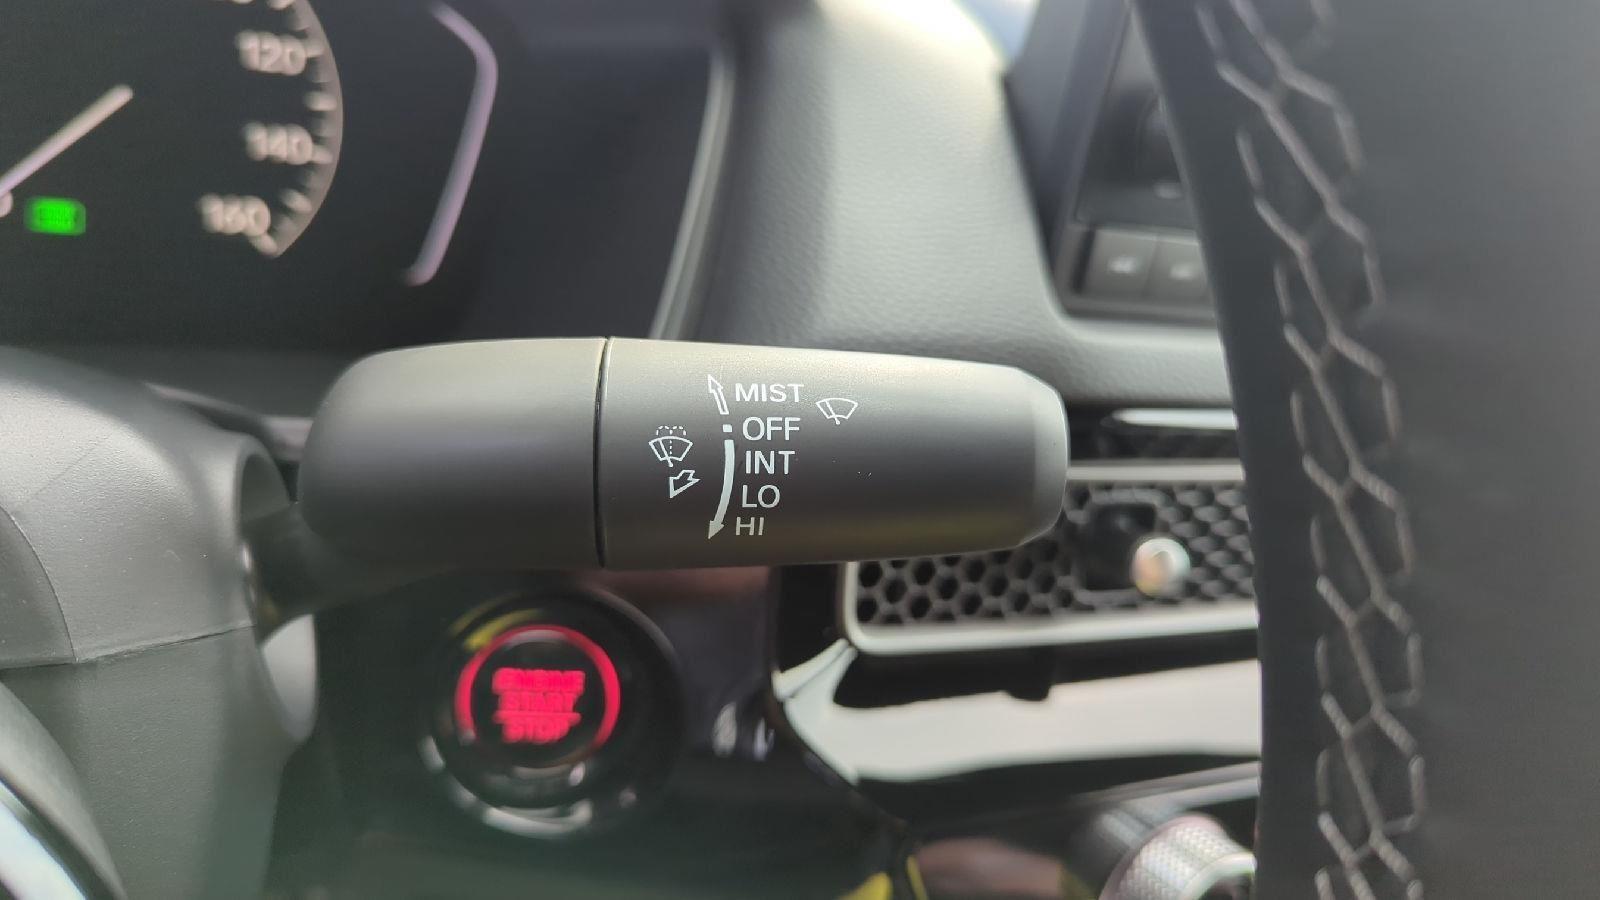 120
140
160
MIST
OFF
INT
LO
HI
ENGINE
START
STOP